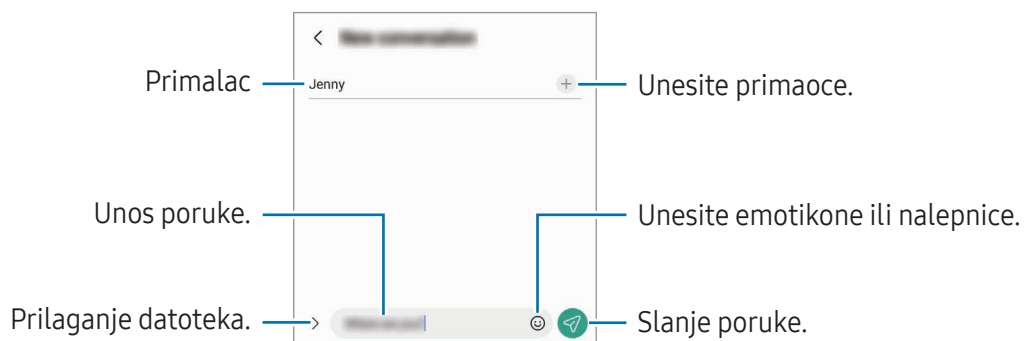 Primalac
Jenny
Unesite primaoce.
Unos poruke.
Unesite emotikone ili nalepnice.
Prilaganje datoteka.
Slanje poruke.